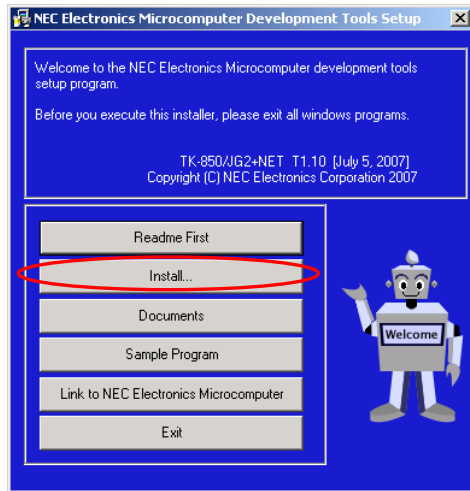 NEC Electronics Microcomputer Development Tools Setup
Welcome to the NEC Electronics Microcomputer development tools
setup program.
Before you execute this installer, please exit all windows programs.
TK-850/JG2+NET T1.10 [July 5, 2007]
Copyright (C) NEC Electronics Corporation 2007
Readme First
Install...
Documents
Sample Program
Link to NEC Electronics Microcomputer
Exit
Welcome